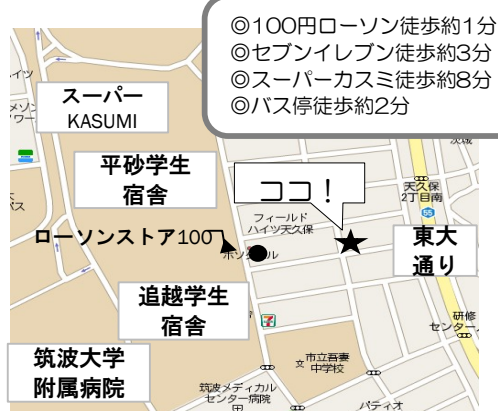 ◎100円ローソン徒歩約1分
◎セブンイレブン徒歩約3分
◎スーパーカスミ徒歩約8分
◎バス停徒歩約2分
スーパー
KASUMI
平砂学生
宿舎
ココ!
天久保
2丁目南
55
フィールド
ハイツ天久保
ローソンストア100
東大
通り
追越学生
宿舎
研修
センター
筑波大学
附属病院
文 市立吾妻
中学校
筑波メディカル
センター病院
パティオ